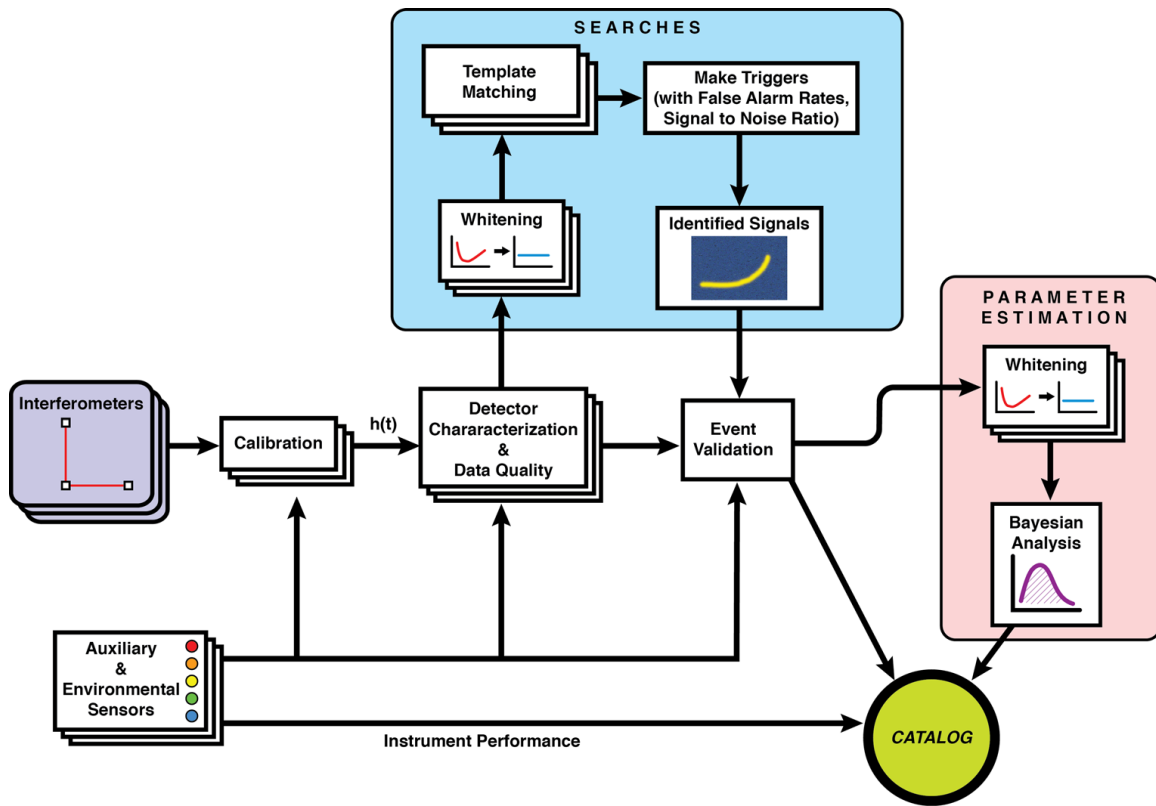 SEARCHES
Template
Matching
Make Triggers
(with False Alarm Rates,
Signal to Noise Ratio)
Whitening
Identified Signals
PARAMETER
ESTIMATION
Whitening
Interferometers
Calibration
h(t)
Detector
Chararacterization
&
Data Quality
Event
Validation
Bayesian
Analysis
Auxiliary
&
Environmental
Sensors
Instrument Performance
CATALOG